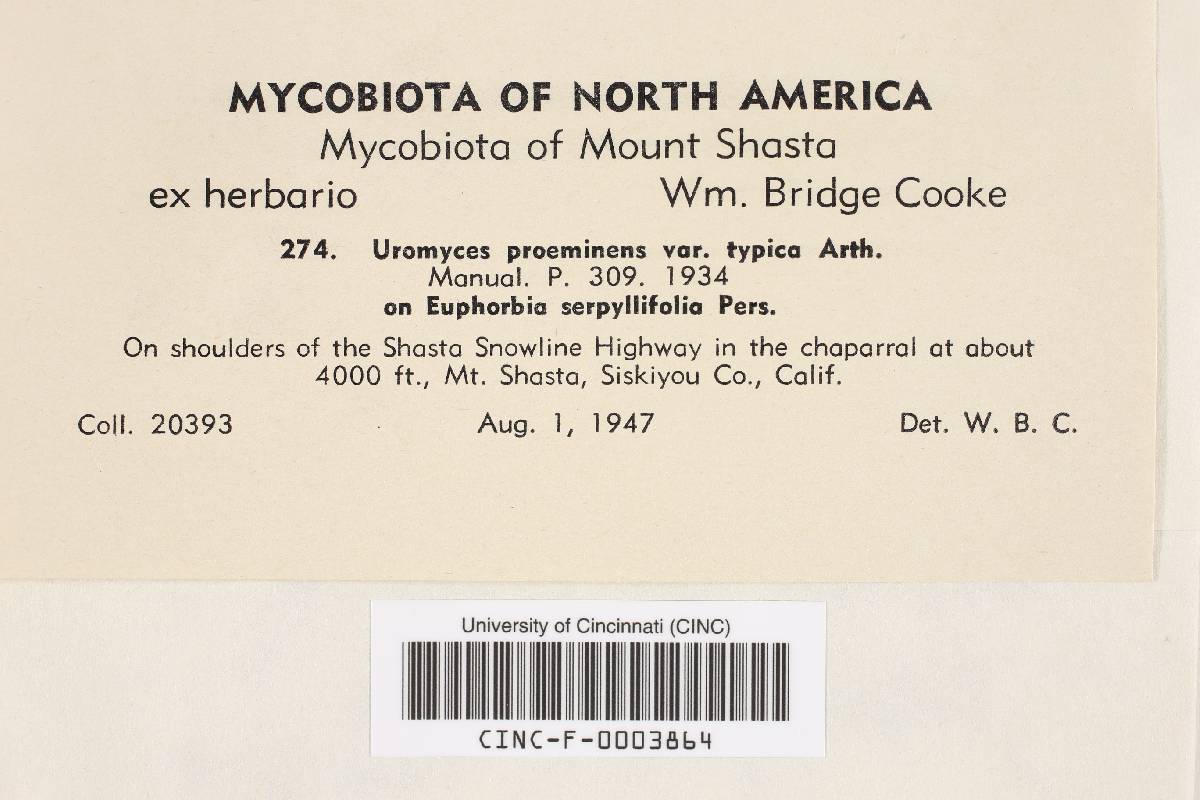 MYCOBIOTA OF NORTH AMERICA
Mycobiota of Mount Shasta
ex herbario Wm. Bridge Cooke
274. Uromyces proeminens var. typica Arth.
Manual. P. 309. 1934
on Euphorbia serpyllifolia Pers.
On shoulders of the Shasta Snowline Highway in the chaparral at about
4000 ft., Mt. Shasta, Siskiyou Co., Calif.
Coll. 20393 Aug. 1, 1947 Det. W. B. C.
University of Cincinnati (CINC)
CINC-F-0003864